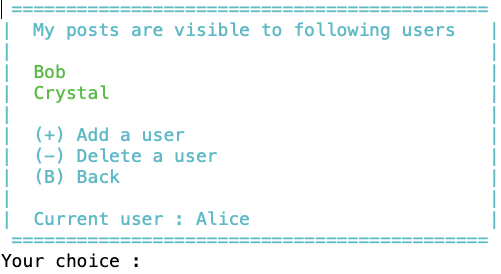 ============================================
| My posts are visible to following users |
| |
| Bob |
| Crystal |
| |
| (+) Add a user |
| (-) Delete a user |
| (B) Back |
| |
| Current user : Alice |
============================================
Your choice :